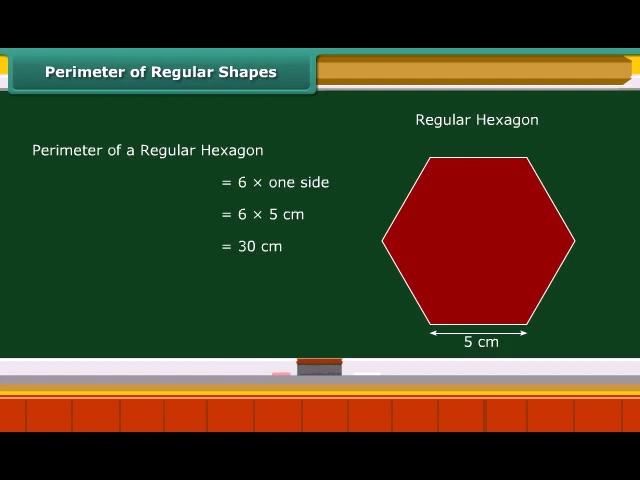 Perimeter of Regular Shapes
Regular Hexagon
Perimeter of a Regular Hexagon
= 6 × one side
= 6 × 5 cm
= 30 cm
5 cm